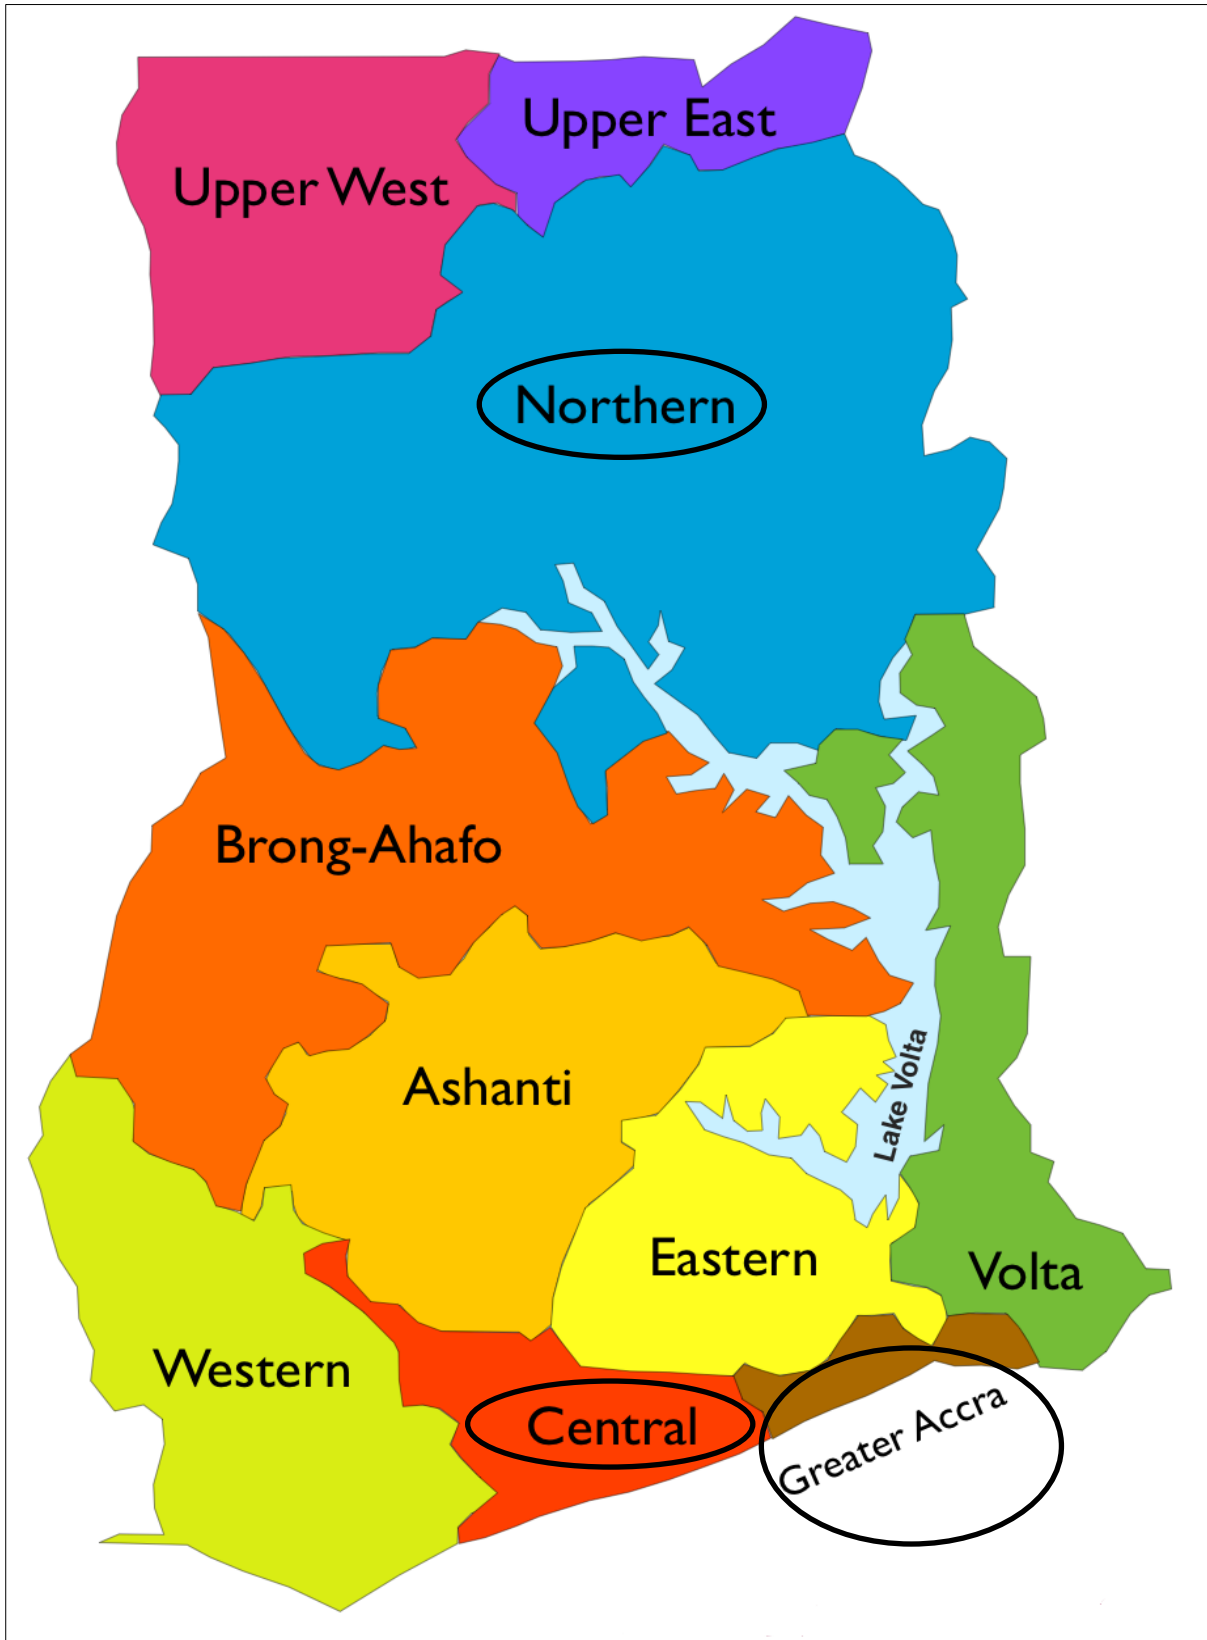 Upper East
Upper West
Northern
Brong-Ahafo
Lake Volta
Ashanti
Eastern
Volta
Western
Central
Greater Accra